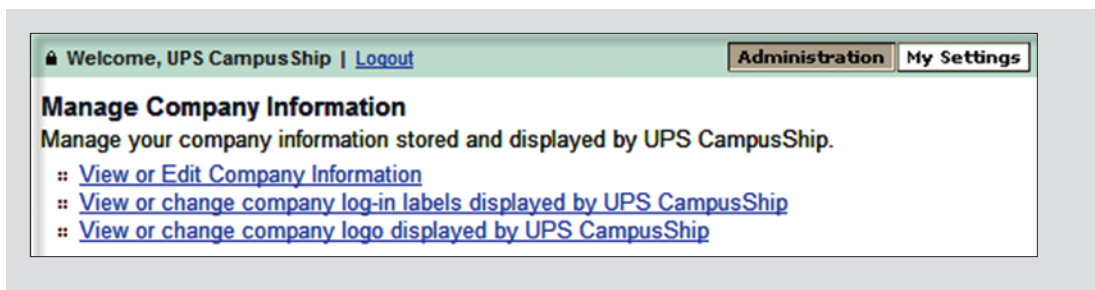 Welcome, UPS CampusShip | Logout Administration My Settings
Manage Company Information
Manage your company information stored and displayed by UPS CampusShip.
View or Edit Company Information
View or change company log-in labels displayed by UPS CampusShip
View or change company logo displayed by UPS CampusShip